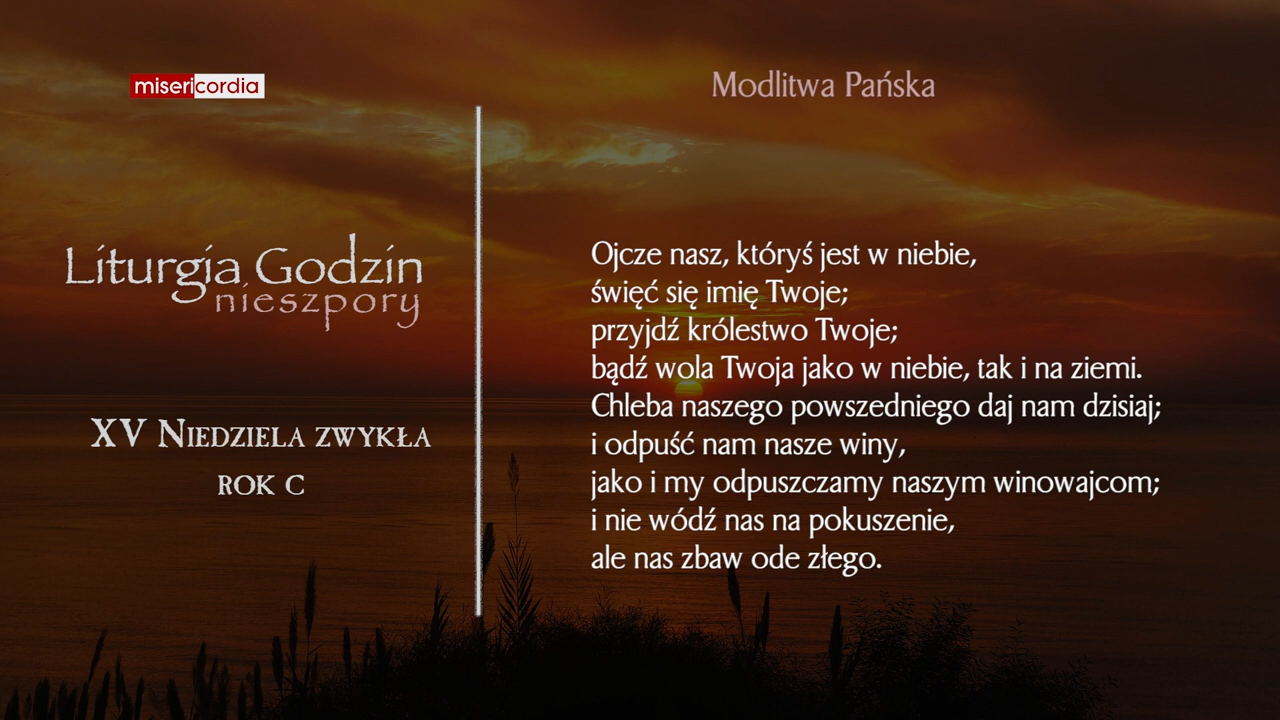 misericordia
Liturgia Godzin
nieszpory
XV Niedziela zwykła
rok C
Modlitwa Pańska
Ojcze nasz, któryś jest w niebie,
święć się imię Twoje;
przyjdź królestwo Twoje;
bądź wola Twoja jako w niebie, tak i na ziemi.
Chleba naszego powszedniego daj nam dzisiaj;
i odpuść nam nasze winy,
jako i my odpuszczamy naszym winowajcom;
i nie wódź nas na pokuszenie,
ale nas zbaw ode złego.